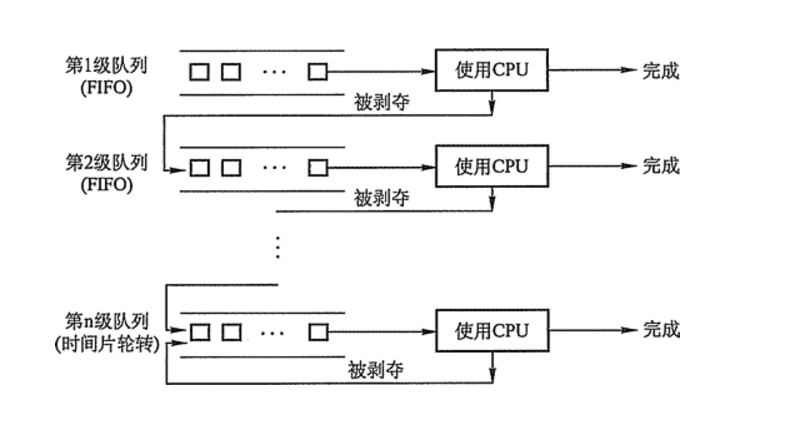 第1级队列
(FIFO)
···
使用CPU
完成
被剥夺
第2级队列
(FIFO)
···
使用CPU
完成
被剥夺
⋮
第n级队列
(时间片轮转)
···
使用CPU
完成
被剥夺